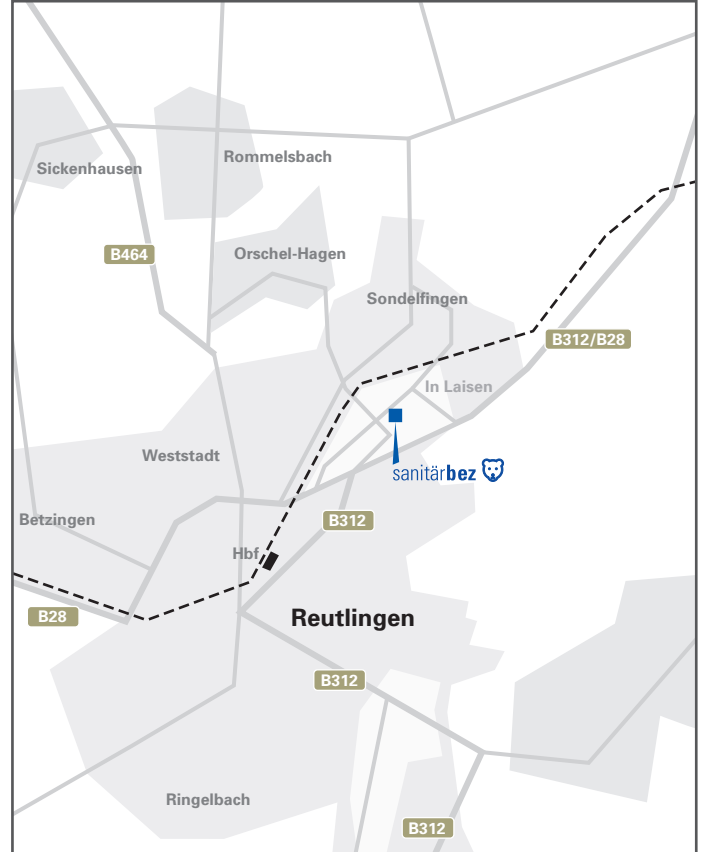 Rommelsbach
Sickenhausen
B464
Orschel-Hagen
Sondelfingen
B312/B28
In Laisen
Weststadt
sanitärbez
Betzingen
B312
Hbf
B28
Reutlingen
B312
Ringelbach
B312